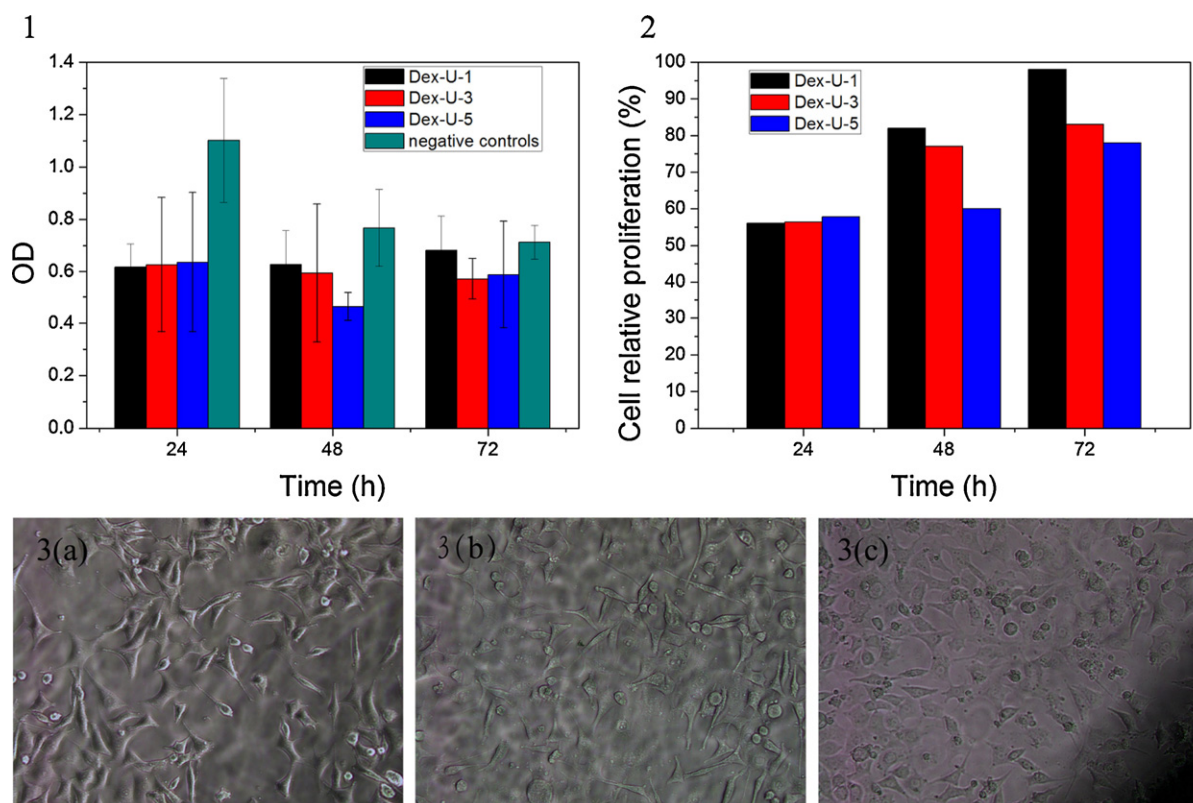 1
1.4
1.2
1.0
0.8
0.6
0.4
0.2
0.0
OD
Dex-U-1
Dex-U-3
Dex-U-5
negative controls
24 48 72
Time (h)
2
100
90
80
70
60
50
40
30
20
10
0
Cell relative proliferation (%)
Dex-U-1
Dex-U-3
Dex-U-5
24 48 72
Time (h)
3(a)
3(b)
3(c)